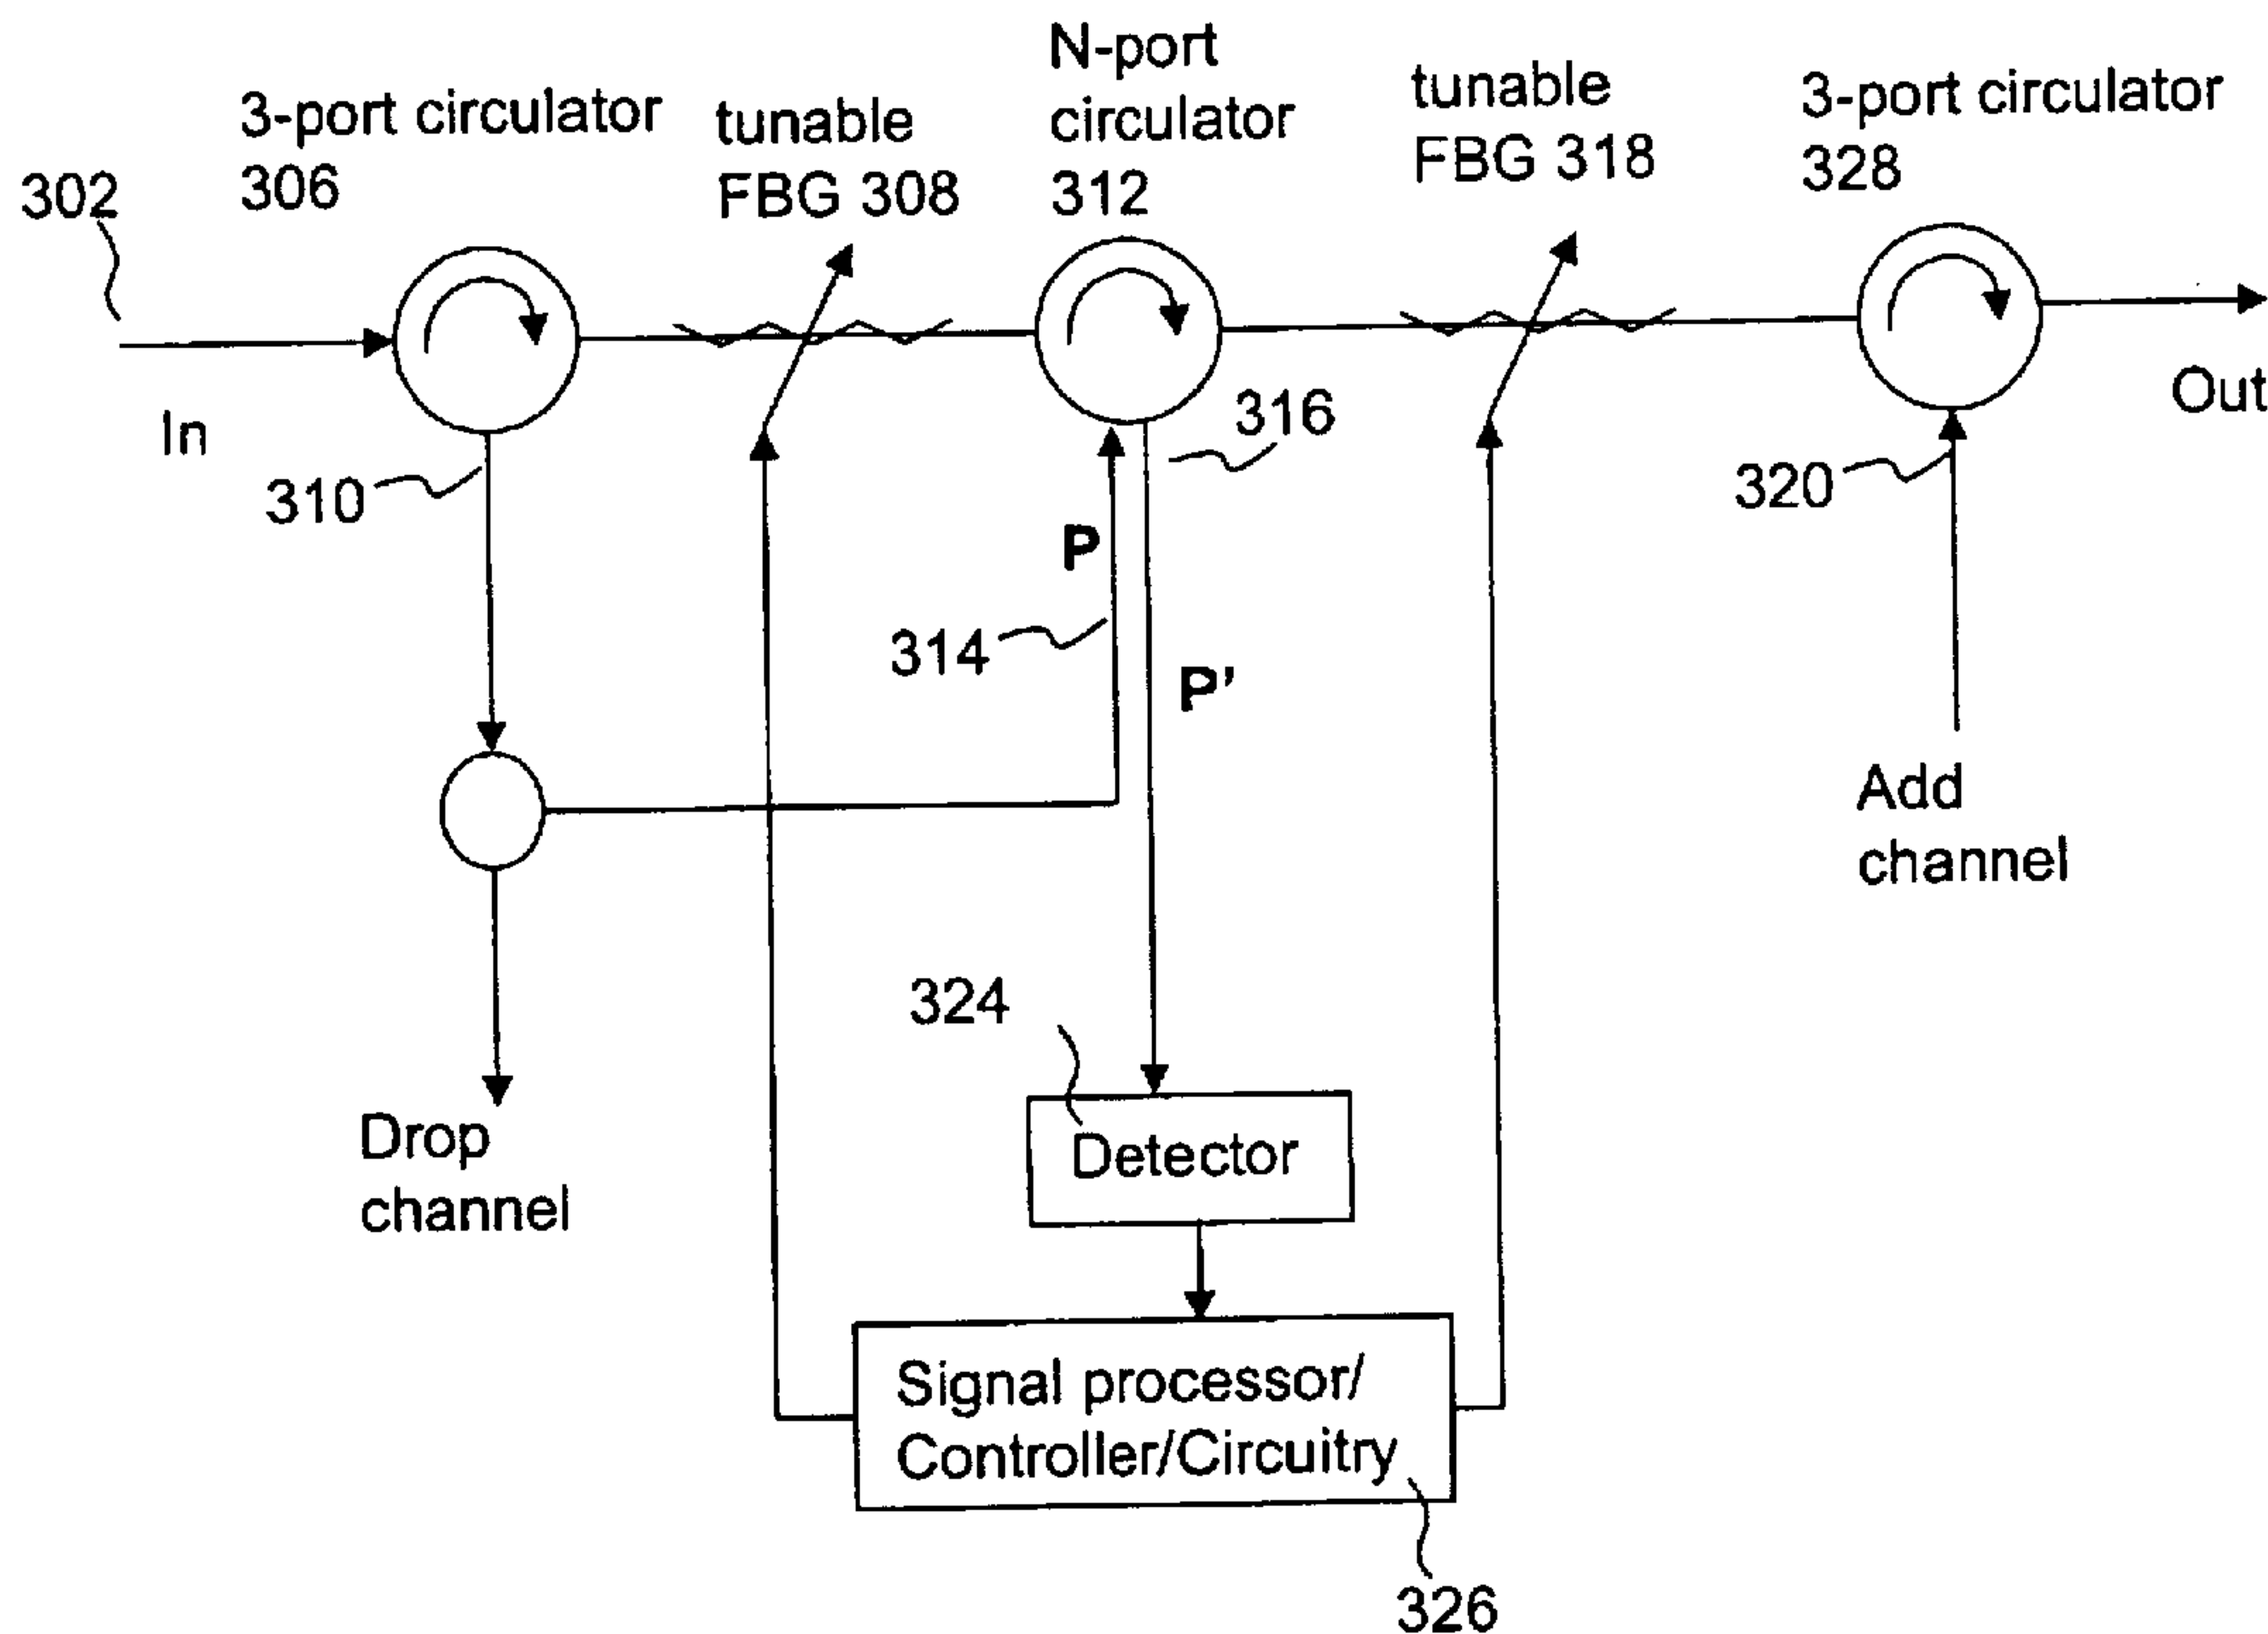 N-port
circulator
312
3-port circulator
306
tunable
FBG 308
tunable
FBG 318
3-port circulator
328
302
In
Out
310
316
320
P
314
P'
Add
channel
324
Detector
Drop
channel
Signal processor/
Controller/Circuitry
326